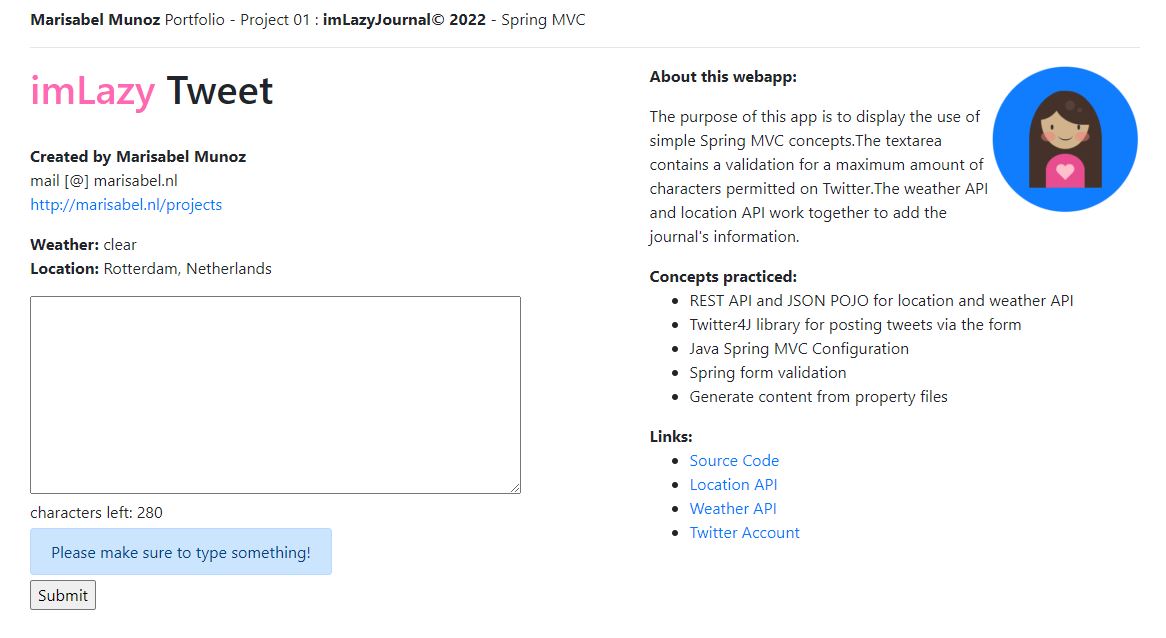 Marisabel Munoz Portfolio - Project 01 : imLazyJournal© 2022 - Spring MVC
imLazy Tweet
Created by Marisabel Munoz
mail [@] marisabel.nl
http://marisabel.nl/projects
Weather: clear
Location: Rotterdam, Netherlands
characters left: 280
Please make sure to type something!
Submit
About this webapp:
The purpose of this app is to display the use of
simple Spring MVC concepts.The textarea
contains a validation for a maximum amount of
characters permitted on Twitter.The weather API
and location API work together to add the
journal's information.
Concepts practiced:
REST API and JSON POJO for location and weather API
Twitter4J library for posting tweets via the form
Java Spring MVC Configuration
Spring form validation
Generate content from property files
Links:
Source Code
Location API
Weather API
Twitter Account